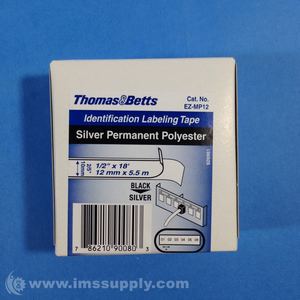 Thomas&Betts
Cat. No.
EZ-MP12
Identification Labeling Tape
Silver Permanent Polyester
1/2" x 18'
12 mm x 5.5 m
BLACK
SILVER
7 86210 90080 3
© www.imssupply.com